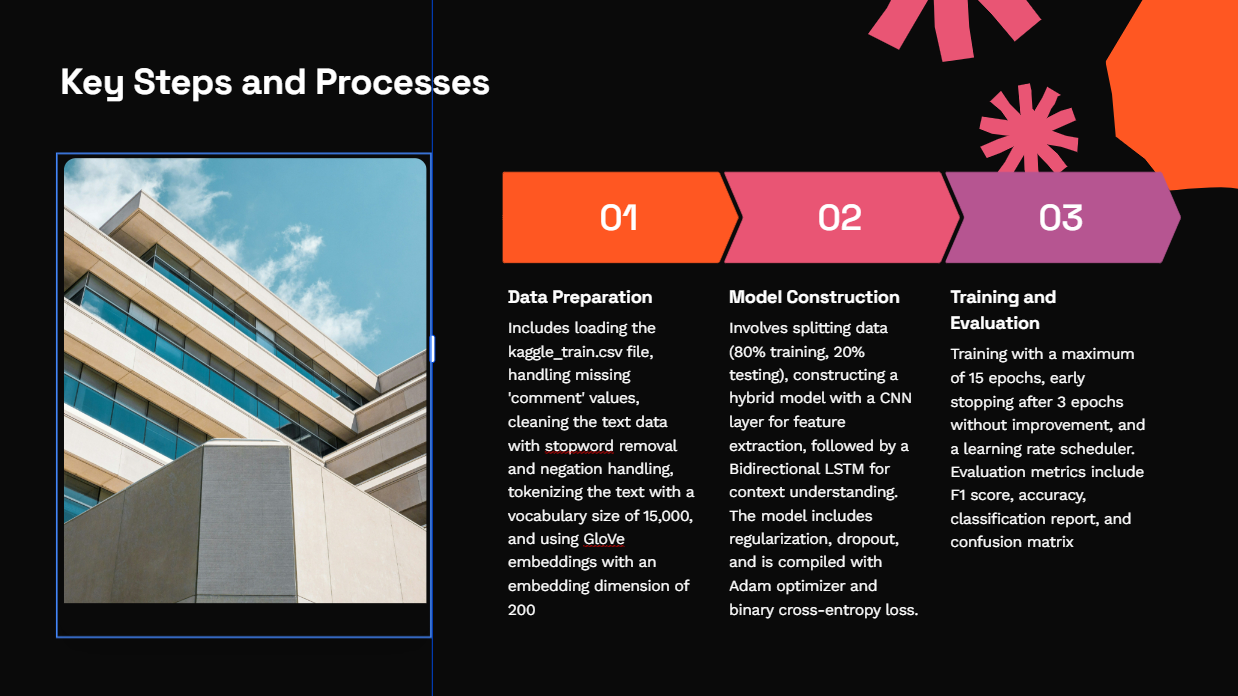 Key Steps and Processes
01
02
03
Data Preparation
Includes loading the
kaggle_train.csv file,
handling missing
'comment' values,
cleaning the text data
with stopword removal
and negation handling,
tokenizing the text with a
vocabulary size of 15,000,
and using GloVe
embeddings with an
embedding dimension of
200
Model Construction
Involves splitting data
(80% training, 20%
testing), constructing a
hybrid model with a CNN
layer for feature
extraction, followed by a
Bidirectional LSTM for
context understanding.
The model includes
regularization, dropout,
and is compiled with
Adam optimizer and
binary cross-entropy loss.
Training and
Evaluation
Training with a maximum
of 15 epochs, early
stopping after 3 epochs
without improvement, and
a learning rate scheduler.
Evaluation metrics include
F1 score, accuracy,
classification report, and
confusion matrix